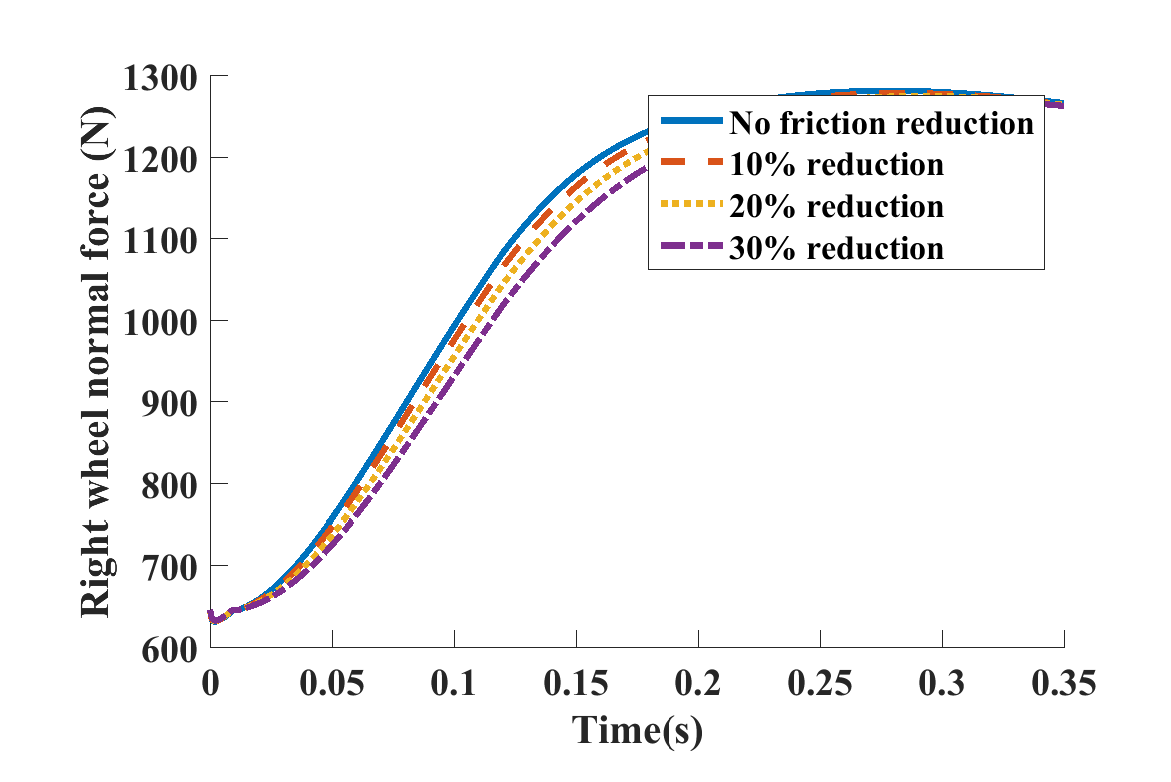 Right wheel normal force (N)
1300
1200
1100
1000
900
800
700
600
No friction reduction
10% reduction
20% reduction
30% reduction
0 0.05 0.1 0.15 0.2 0.25 0.3 0.35
Time(s)